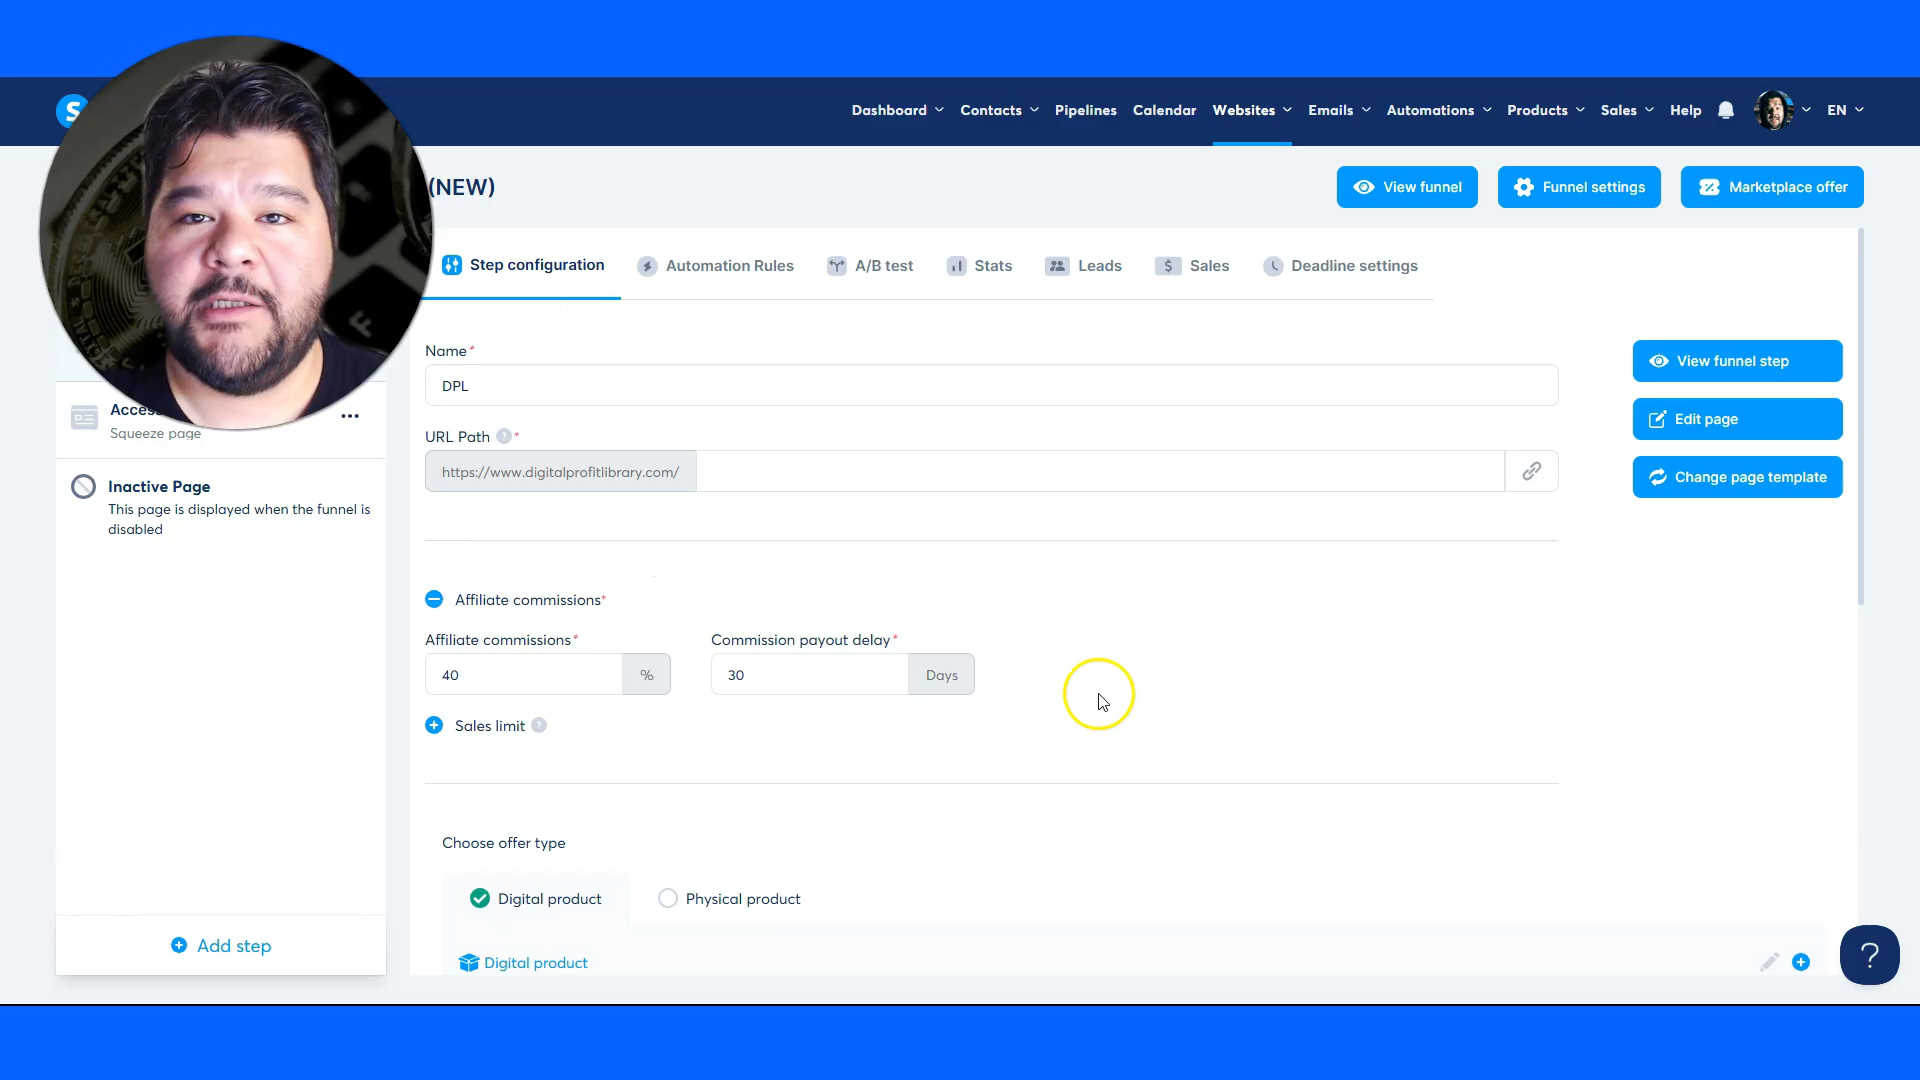 S
Dashboard Contacts Pipelines Calendar Websites Emails Automations Products Sales Help EN
(NEW)
View funnel Funnel settings Marketplace offer
Step configuration Automation Rules A/B test Stats Leads $ Sales Deadline settings
Name*
DPL
View funnel step
Edit page
Change page template
URL Path ?*
https://www.digitalprofitlibrary.com/
Squeeze page
Inactive Page
This page is displayed when the funnel is
disabled
Affiliate commissions*
Affiliate commissions* Commission payout delay*
40 % 30 Days
Sales limit ?
Choose offer type
Digital product Physical product
Digital product
Add step
?